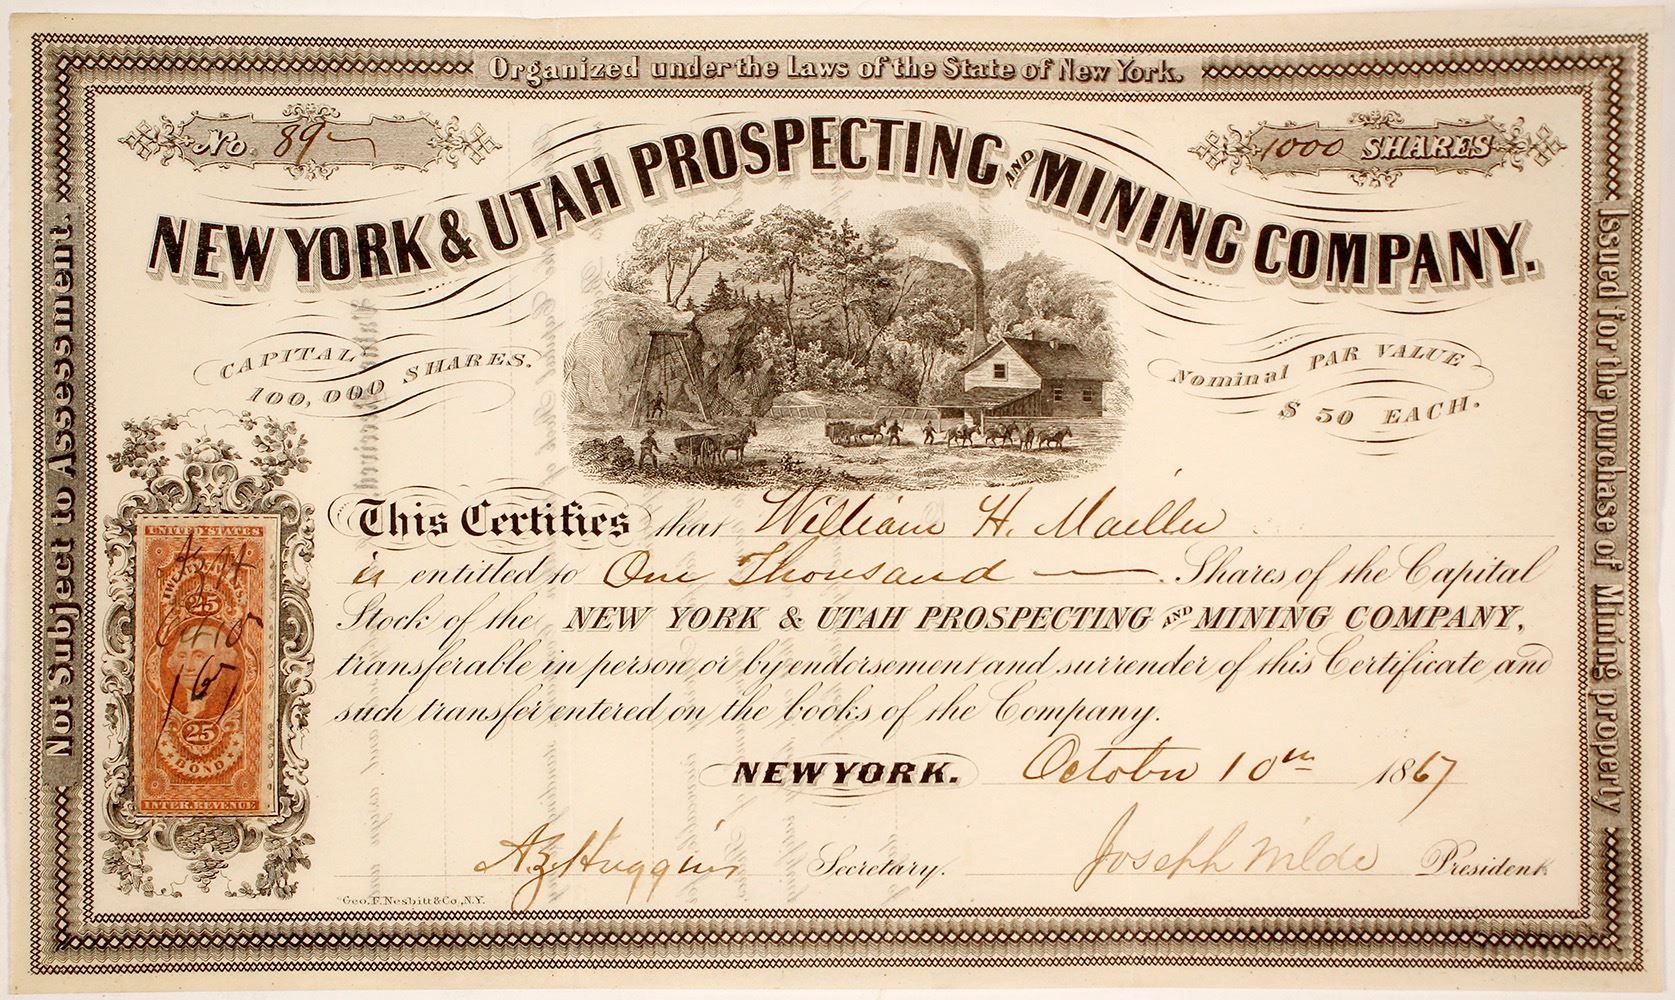 Organized under the Laws of the State of New York.
No. 89
1000 SHARES
NEW YORK & UTAH PROSPECTING AND MINING COMPANY.
CAPITAL
100,000 SHARES.
Nominal PAR VALUE
$ 50 EACH.
Not Subject to Assessment.
Issued for the purchase of Mining property
This Certifies that William H. Mailler
is entitled to One Thousand Shares of the Capital
Stock of the NEW YORK & UTAH PROSPECTING AND MINING COMPANY,
transferable in person or by endorsement and surrender of this Certificate and
such transfer entered on the books of the Company.
NEW YORK. October 10th 1867
Huggins Secretary. Joseph Wilde President
Geo. F. Nesbitt & Co., N.Y.
UNITED STATES
25
Oct 10
67
25
BOND
INTER. REVENUE